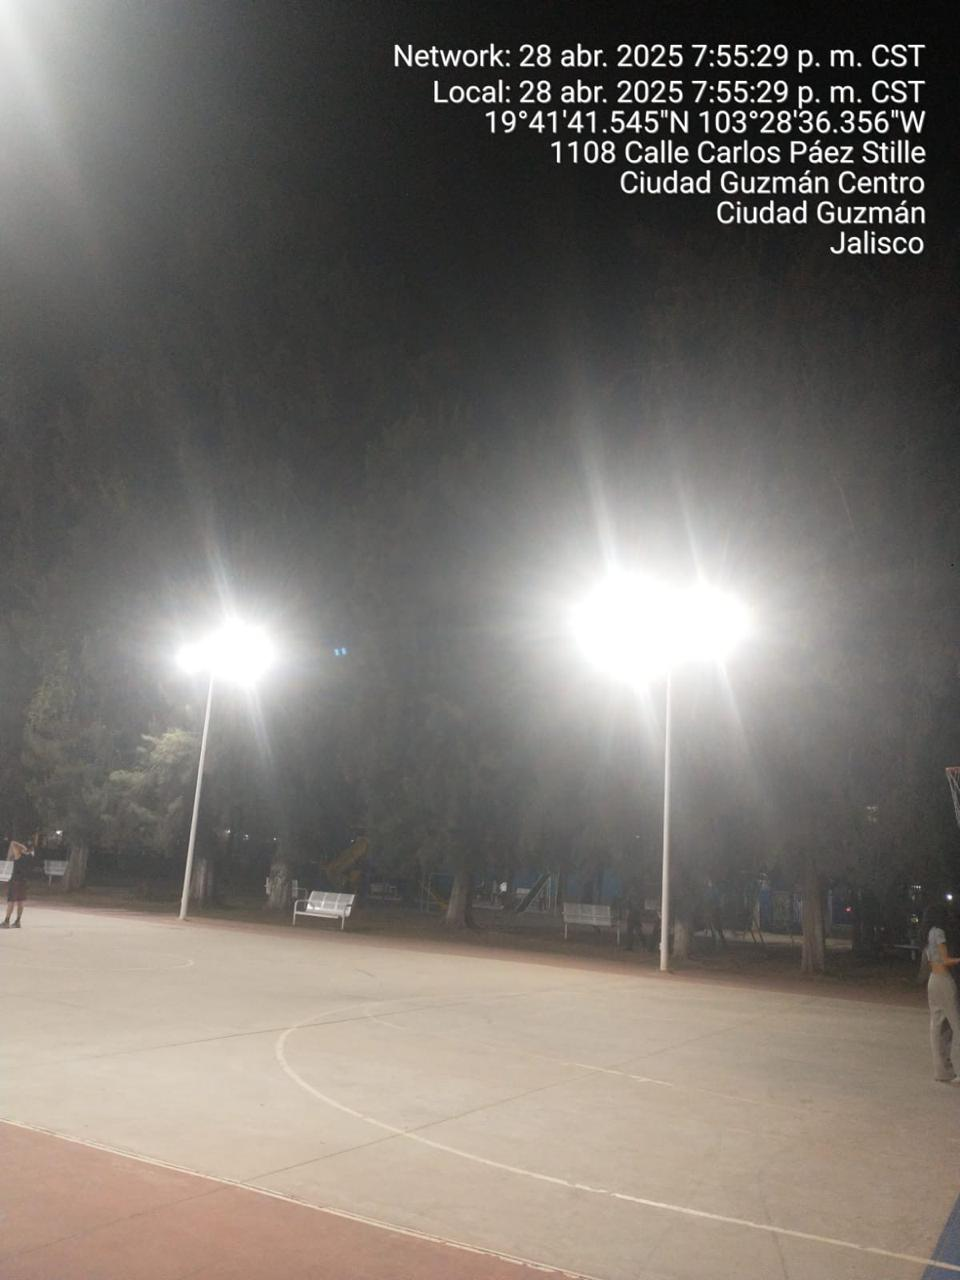 Network: 28 abr. 2025 7:55:29 p. m. CST
Local: 28 abr. 2025 7:55:29 p. m. CST
19°41'41.545"N 103°28'36.356"W
1108 Calle Carlos Páez Stille
Ciudad Guzmán Centro
Ciudad Guzmán
Jalisco